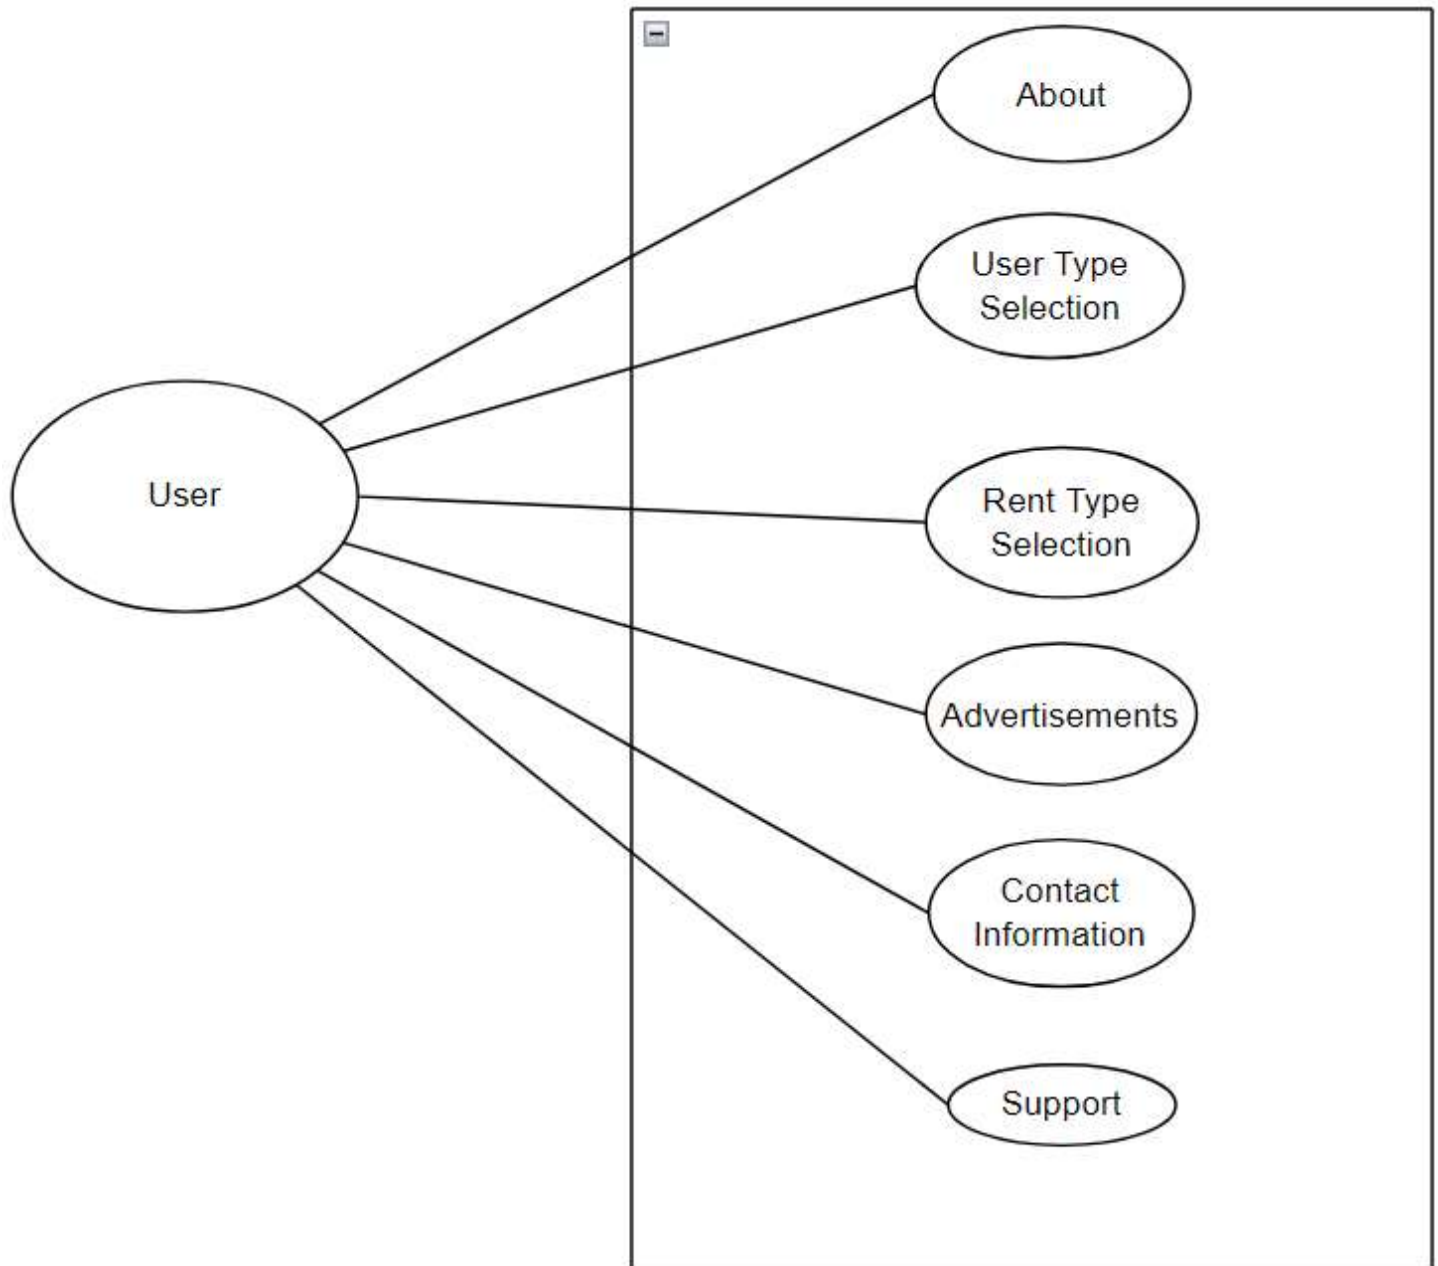 About
User Type
Selection
User
Rent Type
Selection
Advertisements
Contact
Information
Support